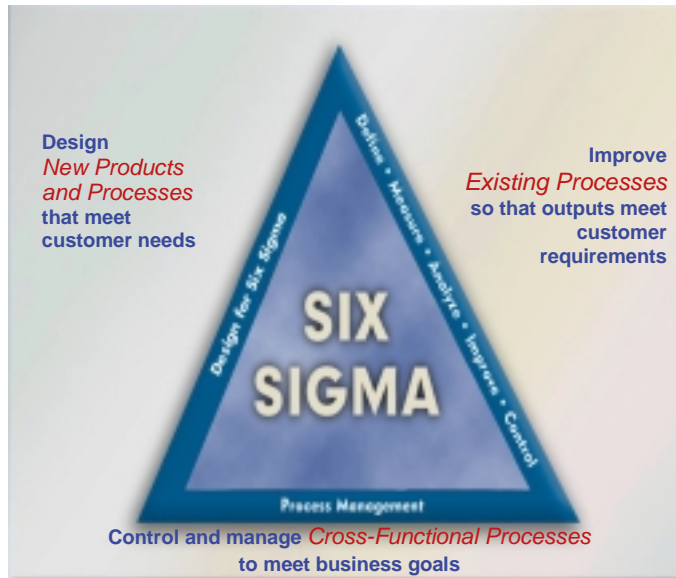 Design
New Products
and Processes
that meet
customer needs
Improve
Existing Processes
so that outputs meet
customer
requirements
Design for Six Sigma
Define • Measure • Analyze • Improve • Control
SIX
SIGMA
Process Management
Control and manage Cross-Functional Processes
to meet business goals